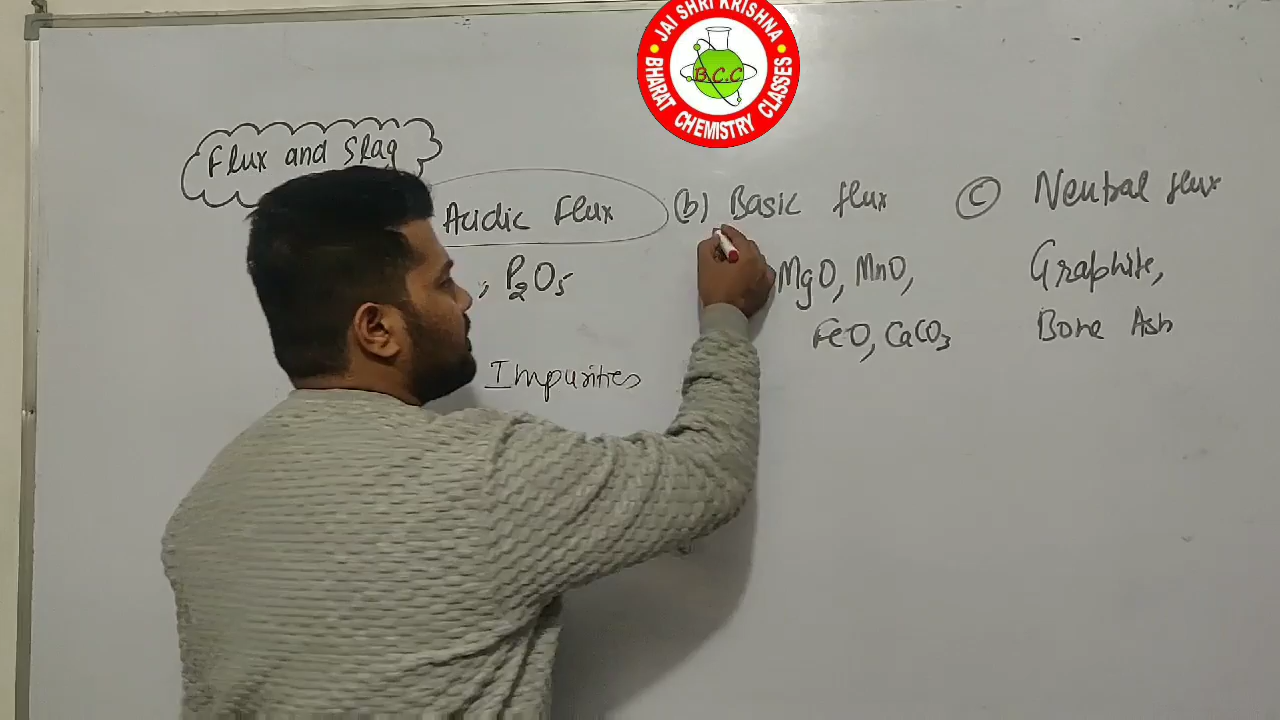 JAI SHRI KRISHNA
B.C.C
BHARAT CHEMISTRY CLASSES
Flux and Slag
Acidic Flux
(b) Basic flux
© Neutral flux
, P₂O₅
MgO, MnO,
FeO, CaCO₃
Graphite,
Bone Ash
Impurities